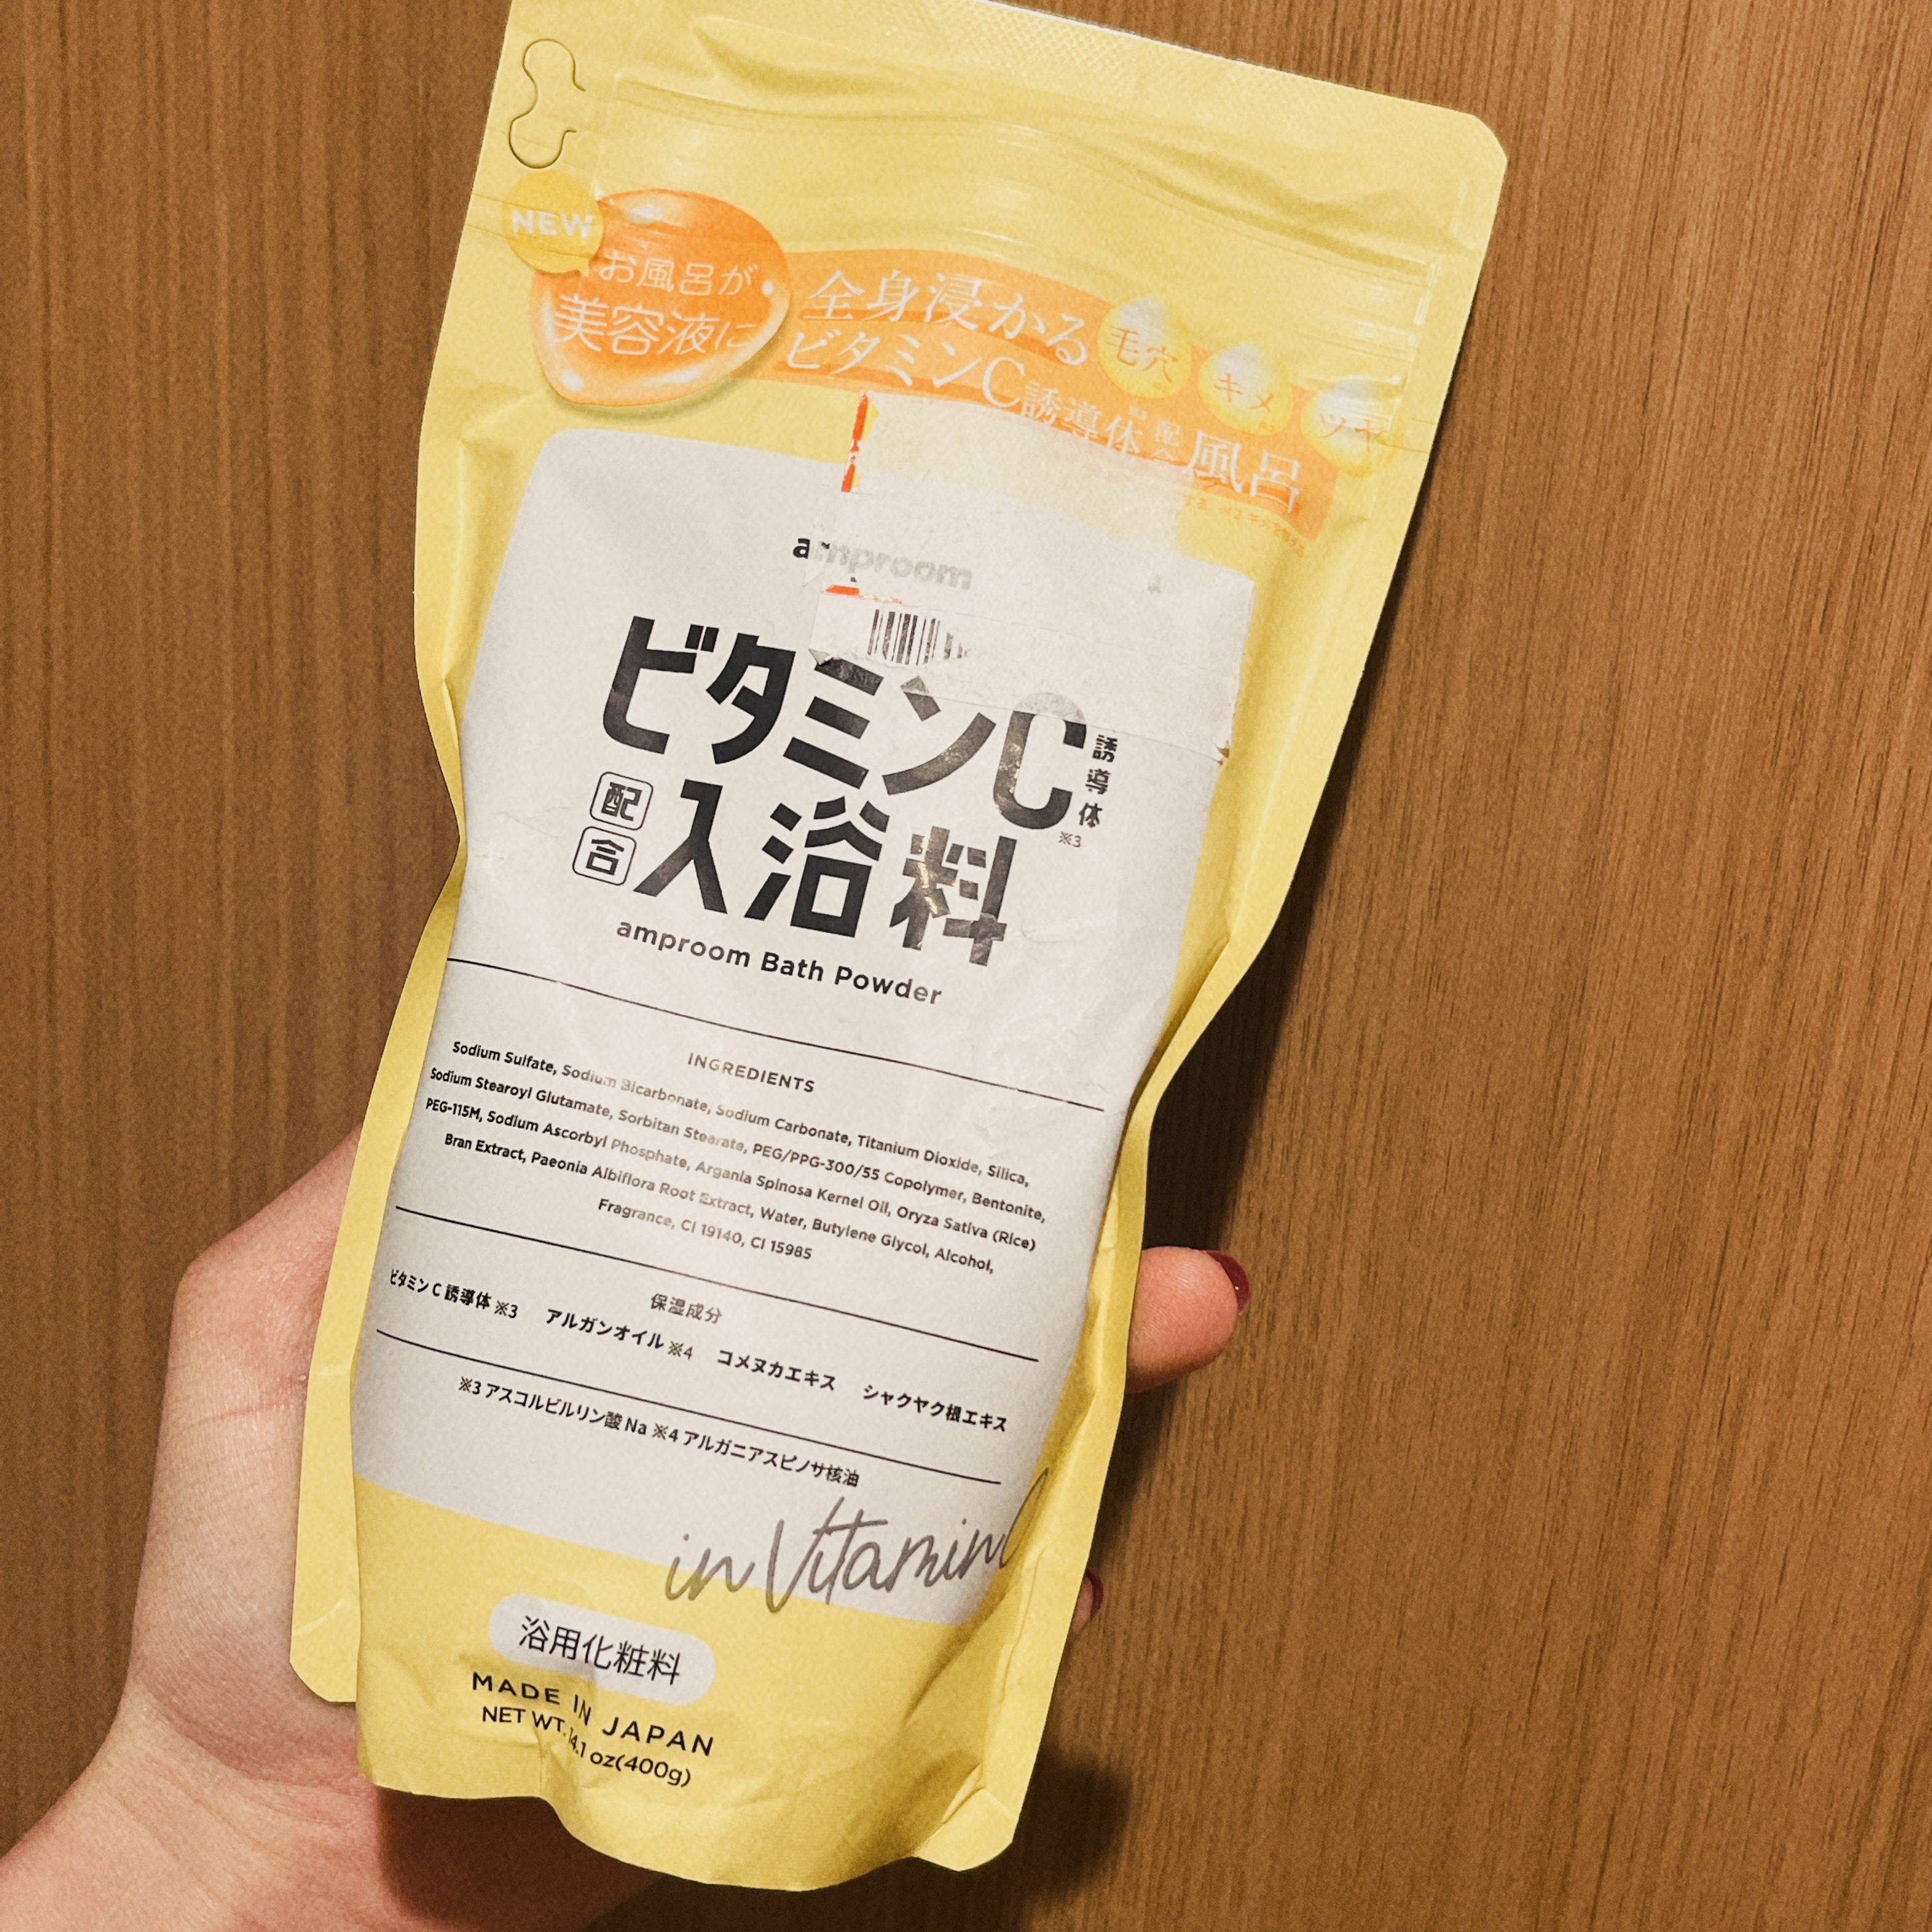 NEW
お風呂が
美容液に
全身浸かる
ビタミンC誘導体配合風呂
毛穴
キメ
ツヤ
amproom
ビタミンC誘導体※3
配合
入浴料
amproom Bath Powder
INGREDIENTS
Sodium Sulfate, Sodium Bicarbonate, Sodium Carbonate, Titanium Dioxide, Silica,
Sodium Stearoyl Glutamate, Sorbitan Stearate, PEG/PPG-300/55 Copolymer, Bentonite,
PEG-115M, Sodium Ascorbyl Phosphate, Argania Spinosa Kernel Oil, Oryza Sativa (Rice)
Bran Extract, Paeonia Albiflora Root Extract, Water, Butylene Glycol, Alcohol,
Fragrance, CI 19140, CI 15985
保湿成分
ビタミンC誘導体※3 アルガンオイル※4 コメヌカエキス シャクヤク根エキス
※3 アスコルビルリン酸Na ※4 アルガニアスピノサ核油
in VitaminC
浴用化粧料
MADE IN JAPAN
NET WT. 14.1 oz(400g)